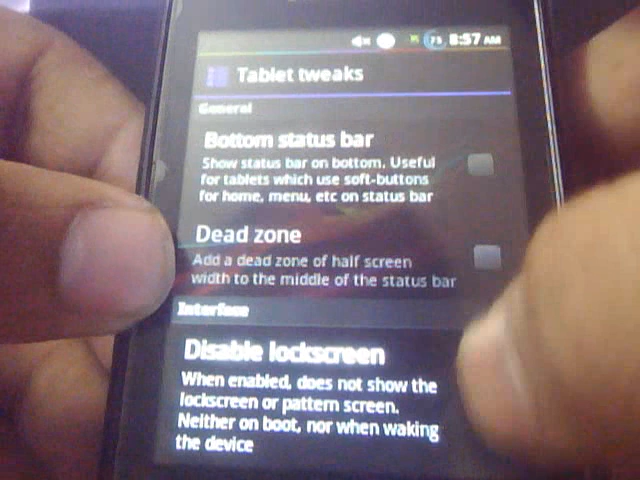 75 8:57 AM
Tablet tweaks
General
Bottom status bar
Show status bar on bottom. Useful
for tablets which use soft-buttons
for home, menu, etc on status bar
Dead zone
Add a dead zone of half screen
width to the middle of the status bar
Interface
Disable lockscreen
When enabled, does not show the
lockscreen or pattern screen.
Neither on boot, nor when waking
the device